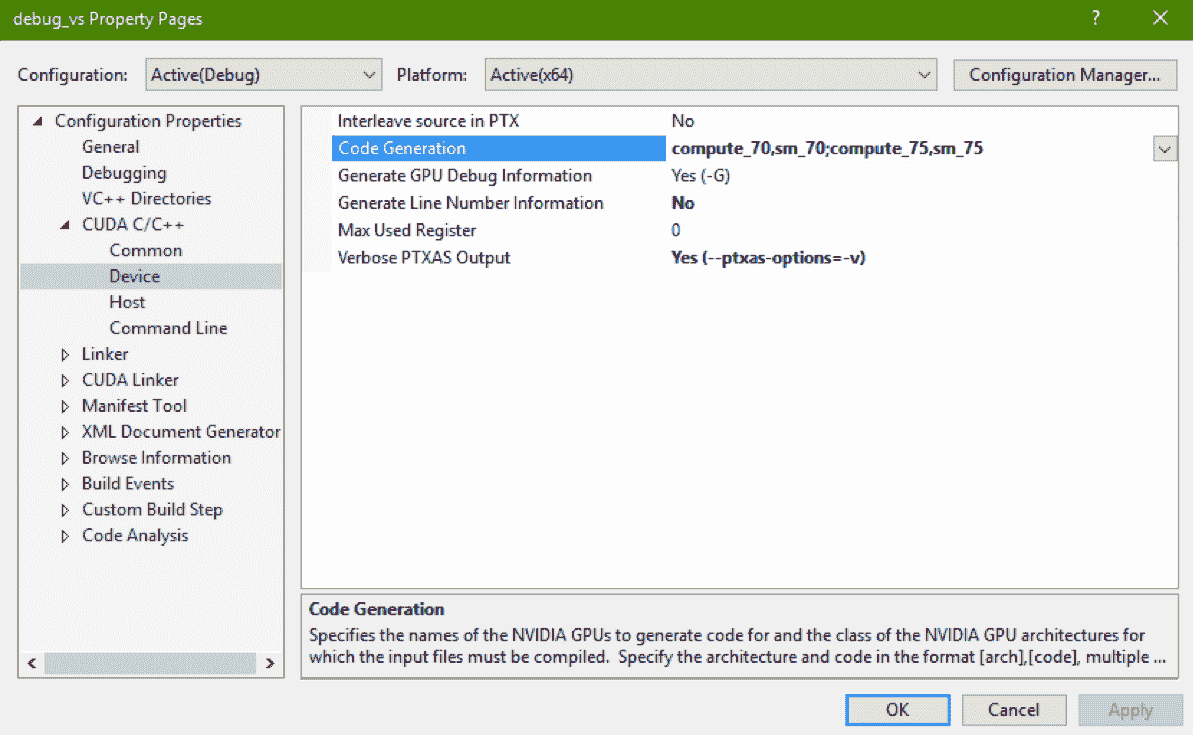 debug_vs Property Pages
?
Configuration: Active(Debug) Platform: Active(x64) Configuration Manager...
Configuration Properties
General
Debugging
VC++ Directories
CUDA C/C++
Common
Device
Host
Command Line
Linker
CUDA Linker
Manifest Tool
XML Document Generator
Browse Information
Build Events
Custom Build Step
Code Analysis
Interleave source in PTX No
Code Generation compute_70,sm_70;compute_75,sm_75
Generate GPU Debug Information Yes (-G)
Generate Line Number Information No
Max Used Register 0
Verbose PTXAS Output Yes (--ptxas-options=-v)
Code Generation
Specifies the names of the NVIDIA GPUs to generate code for and the class of the NVIDIA GPU architectures for
which the input files must be compiled.  Specify the architecture and code in the format [arch],[code], multiple ...
OK Cancel Apply